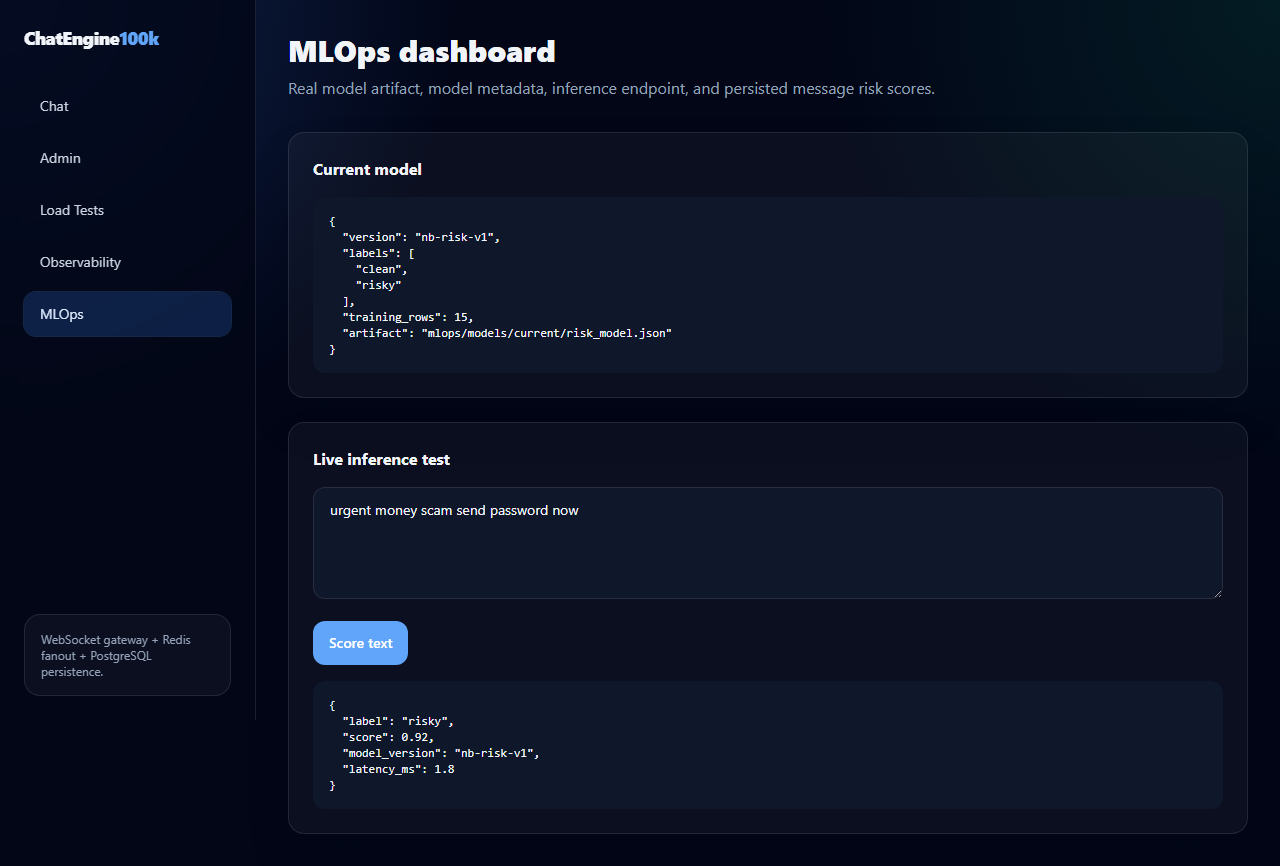 ChatEngine100k
Chat
Admin
Load Tests
Observability
MLOps
WebSocket gateway + Redis
fanout + PostgreSQL
persistence.
MLOps dashboard
Real model artifact, model metadata, inference endpoint, and persisted message risk scores.
Current model
{
  "version": "nb-risk-v1",
  "labels": [
    "clean",
    "risky"
  ],
  "training_rows": 15,
  "artifact": "mlops/models/current/risk_model.json"
}
Live inference test
urgent money scam send password now
Score text
{
  "label": "risky",
  "score": 0.92,
  "model_version": "nb-risk-v1",
  "latency_ms": 1.8
}